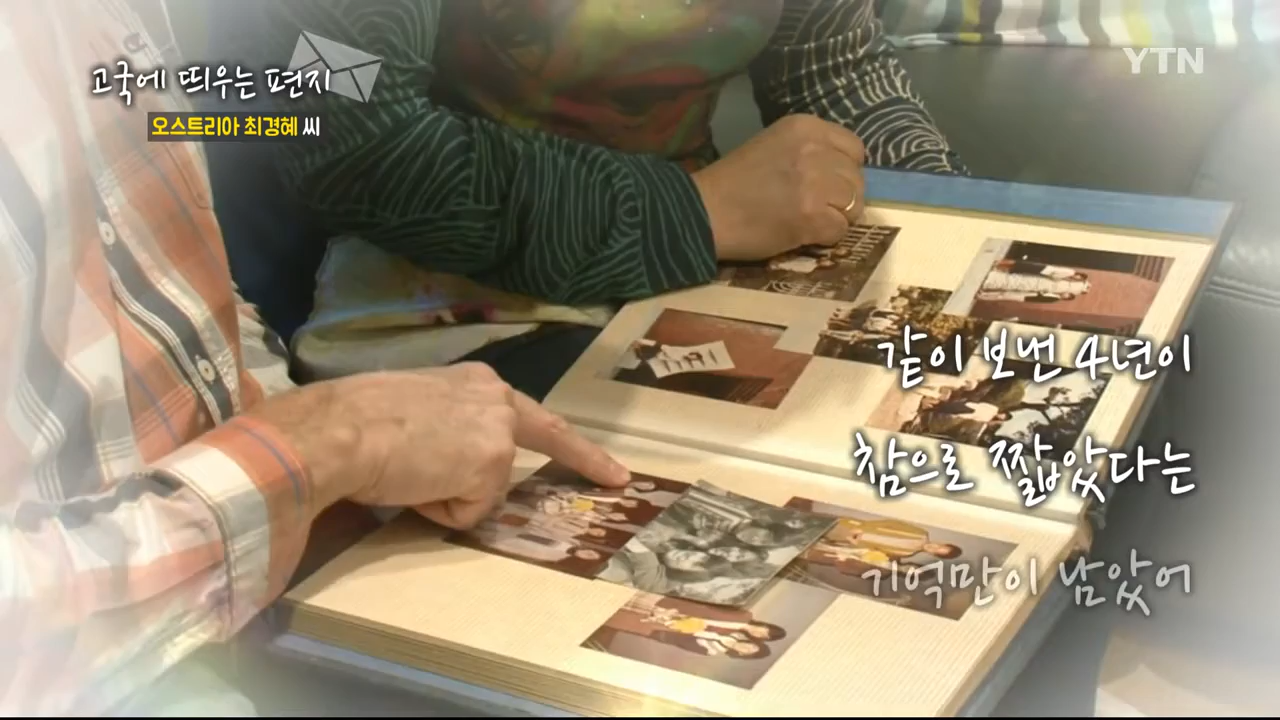 고국에 띄우는 편지
오스트리아 최경혜 씨
YTN
같이 보낸 4년이
참으로 짧았다는
기억만이 남았어